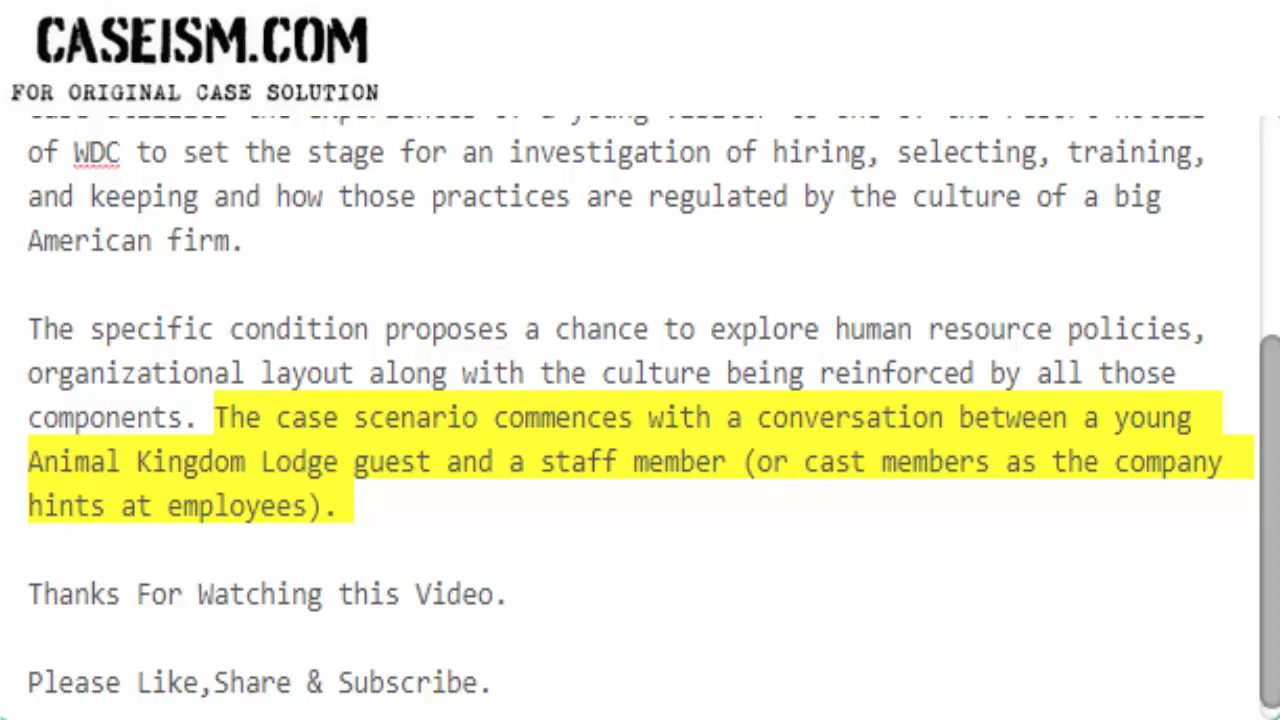 CASEISM.COM
FOR ORIGINAL CASE SOLUTION
of WDC to set the stage for an investigation of hiring, selecting, training,
and keeping and how those practices are regulated by the culture of a big
American firm.
The specific condition proposes a chance to explore human resource policies,
organizational layout along with the culture being reinforced by all those
components. The case scenario commences with a conversation between a young
Animal Kingdom Lodge guest and a staff member (or cast members as the company
hints at employees).
Thanks For Watching this Video.
Please Like,Share & Subscribe.